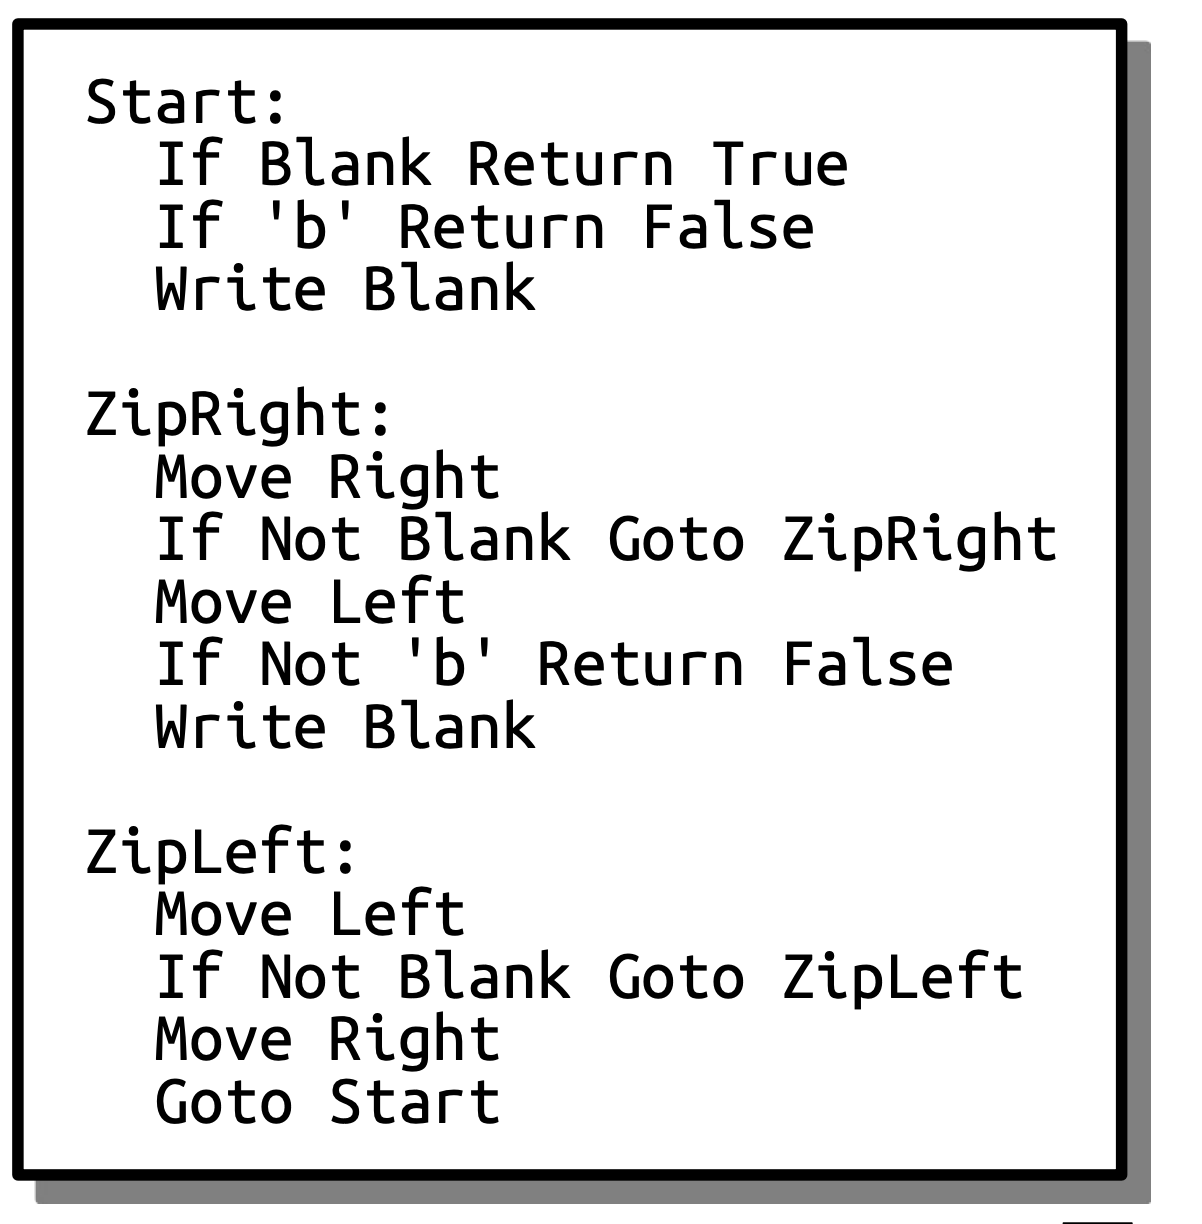 Start:
If Blank Return True
If 'b' Return False
Write Blank
ZipRight:
Move Right
If Not Blank Goto ZipRight
Move Left
If Not 'b' Return False
Write Blank
ZipLeft:
Move Left
If Not Blank Goto ZipLeft
Move Right
Goto Start